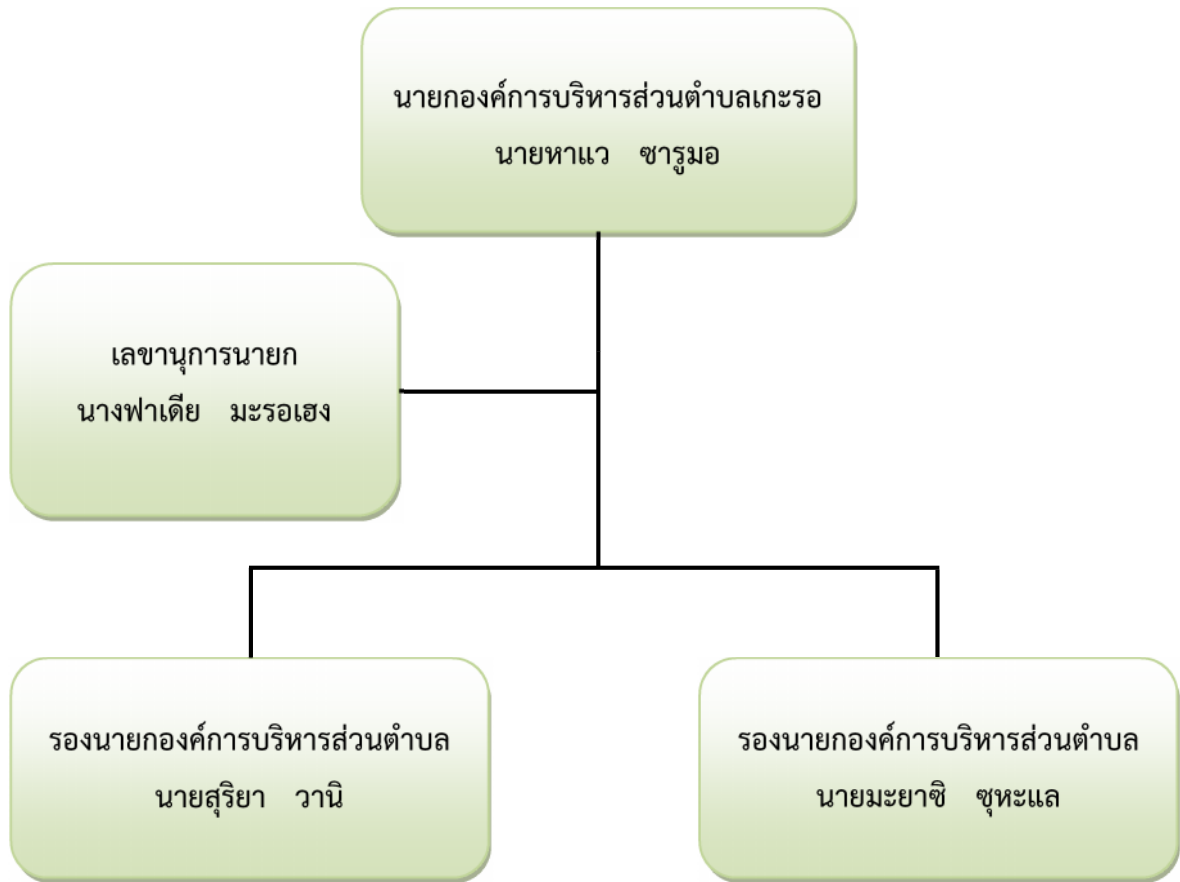 นายกองค์การบริหารส่วนตำบลเกะรอ
นายหาแว ซารูมอ
เลขานุการนายก
นางฟาเดีย มะรอเฮง
รองนายกองค์การบริหารส่วนตำบล
นายสุริยา วานิ
รองนายกองค์การบริหารส่วนตำบล
นายมะยาซิ ซุหะแล